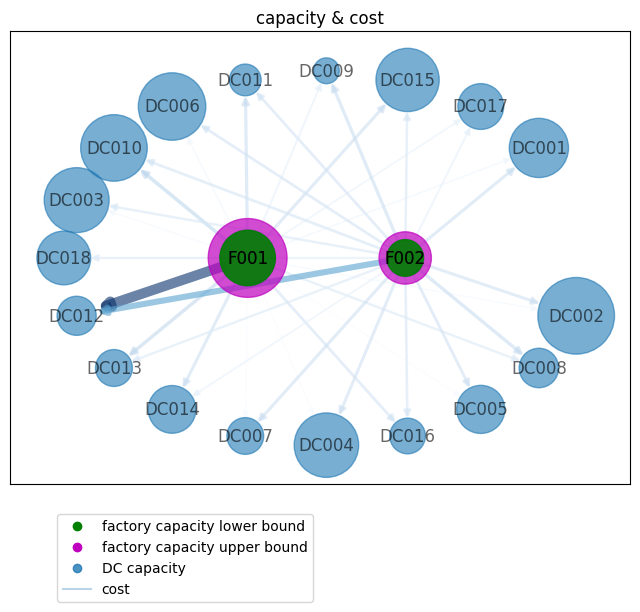 capacity & cost
DC009
DC011
DC015
DC006
DC017
DC010
DC001
DC003
F001
F002
DC018
DC012
DC002
DC013
DC008
DC014
DC005
DC007
DC016
DC004
factory capacity lower bound
factory capacity upper bound
DC capacity
cost